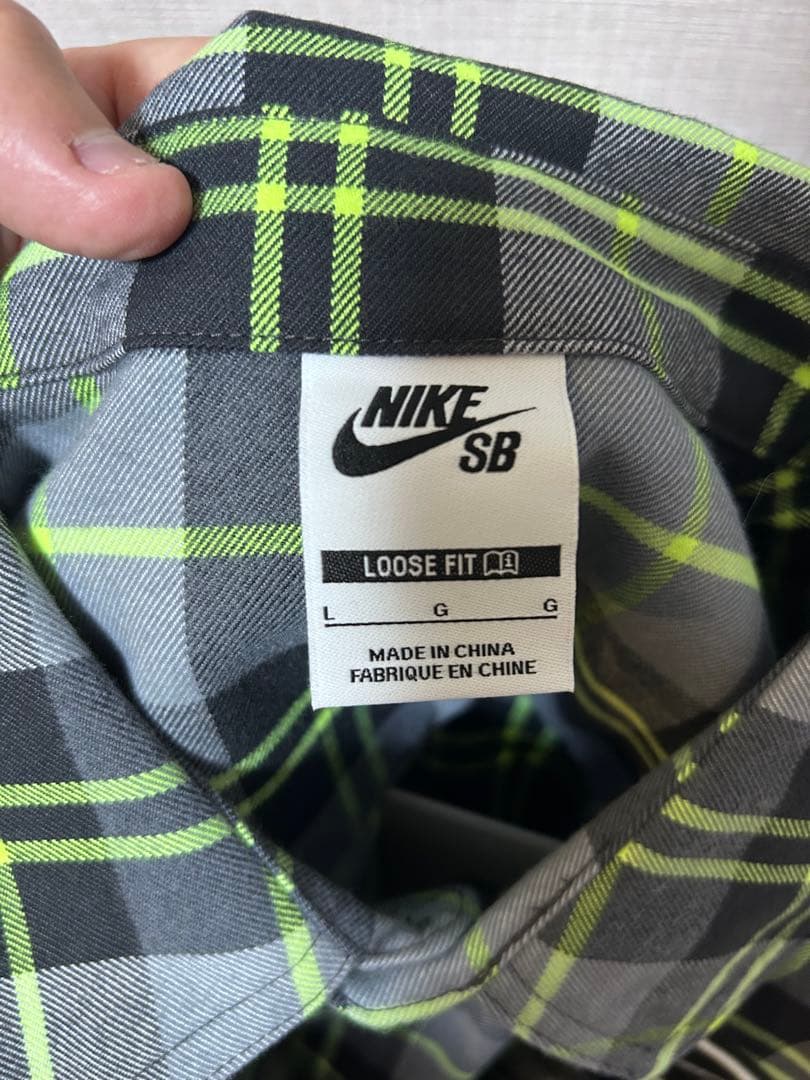 NIKE
SB
LOOSE FIT
L G G
MADE IN CHINA
FABRIQUE EN CHINE